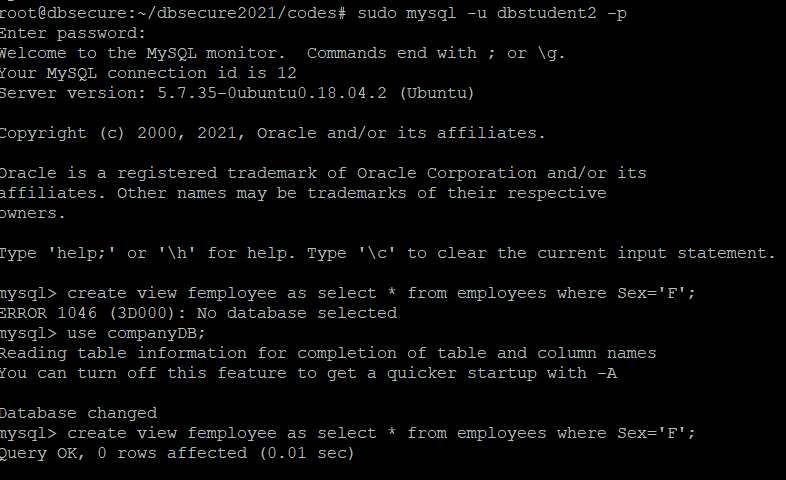 root@dbsecure:~/dbsecure2021/codes# sudo mysql -u dbstudent2 -p
Enter password:
Welcome to the MySQL monitor.  Commands end with ; or \g.
Your MySQL connection id is 12
Server version: 5.7.35-0ubuntu0.18.04.2 (Ubuntu)
Copyright (c) 2000, 2021, Oracle and/or its affiliates.
Oracle is a registered trademark of Oracle Corporation and/or its
affiliates. Other names may be trademarks of their respective
owners.
Type 'help;' or '\h' for help. Type '\c' to clear the current input statement.
mysql> create view femployee as select * from employees where Sex='F';
ERROR 1046 (3D000): No database selected
mysql> use companyDB;
Reading table information for completion of table and column names
You can turn off this feature to get a quicker startup with -A
Database changed
mysql> create view femployee as select * from employees where Sex='F';
Query OK, 0 rows affected (0.01 sec)